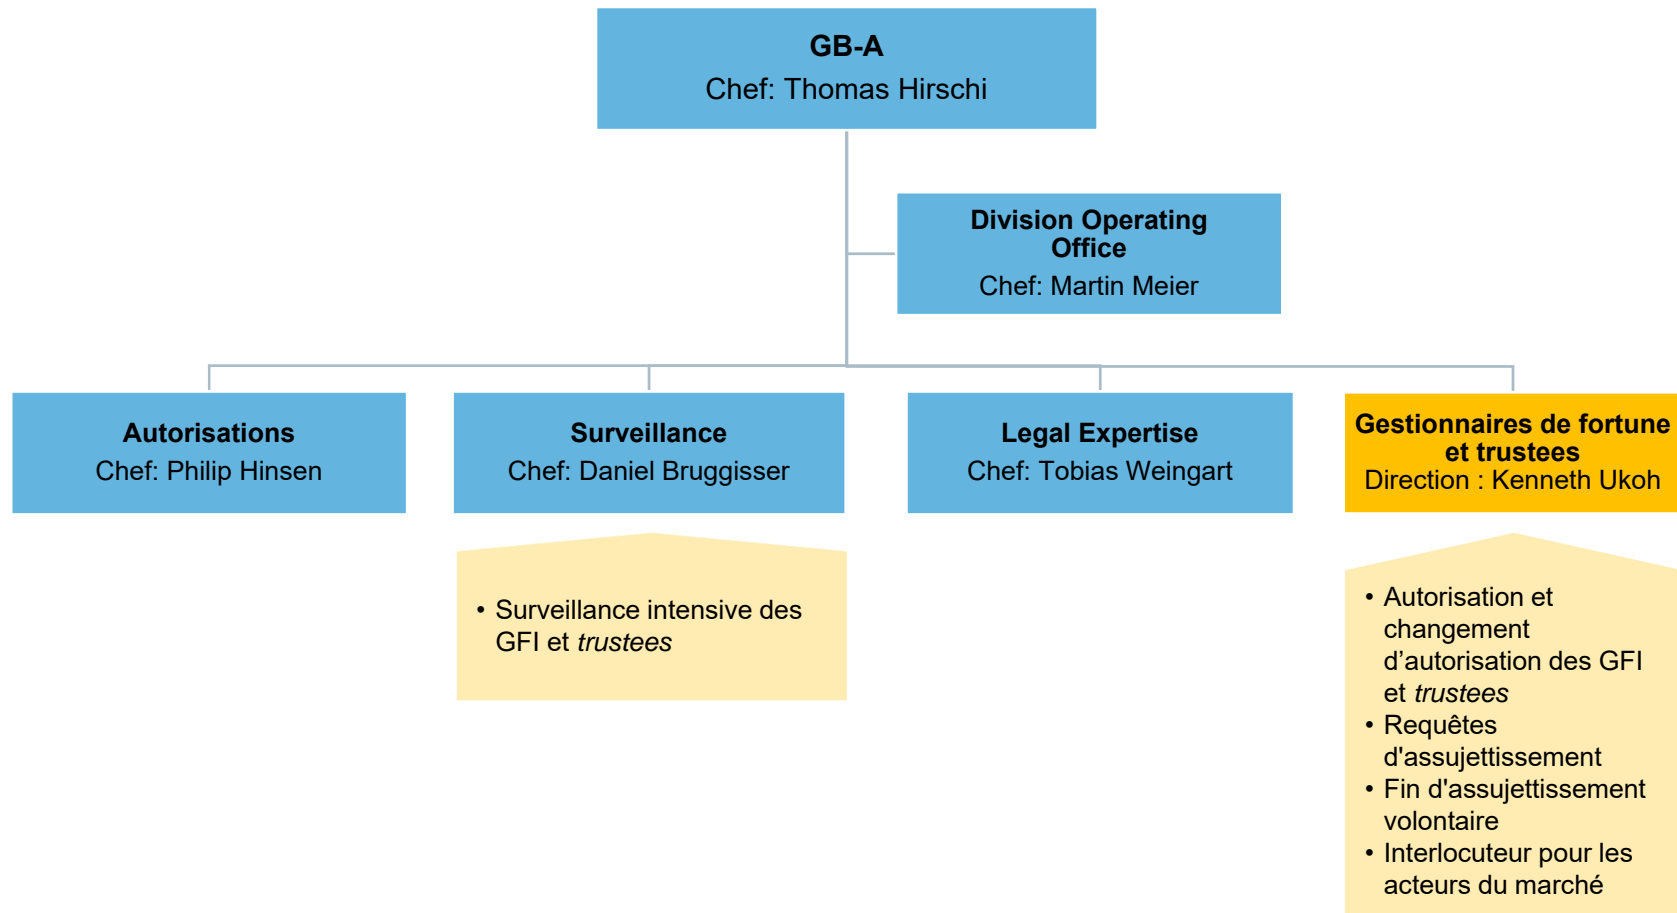 GB-A
Chef: Thomas Hirschi
Division Operating
Office
Chef: Martin Meier
Autorisations
Chef: Philip Hinsen
Surveillance
Chef: Daniel Bruggisser
Legal Expertise
Chef: Tobias Weingart
Gestionnaires de fortune
et trustees
Direction : Kenneth Ukoh
• Surveillance intensive des
GFI et trustees
• Autorisation et
changement
d’autorisation des GFI
et trustees
• Requêtes
d'assujettissement
• Fin d'assujettissement
volontaire
• Interlocuteur pour les
acteurs du marché